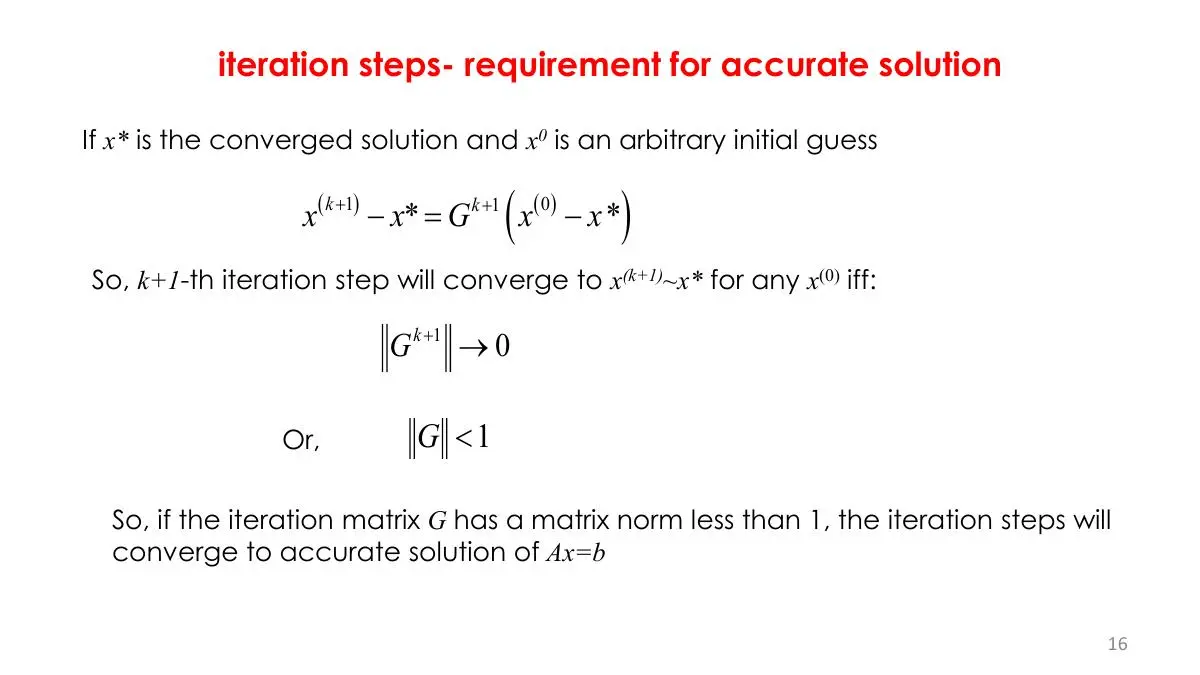 iteration steps- requirement for accurate solution
If x* is the converged solution and x⁰ is an arbitrary initial guess
x^(k+1) − x* = G^k+1 (x^(0) − x*)
So, k+1-th iteration step will converge to x^(k+1)~x* for any x^(0) iff:
‖G^k+1‖ → 0
Or, ‖G‖ < 1
So, if the iteration matrix G has a matrix norm less than 1, the iteration steps will
converge to accurate solution of Ax=b
16